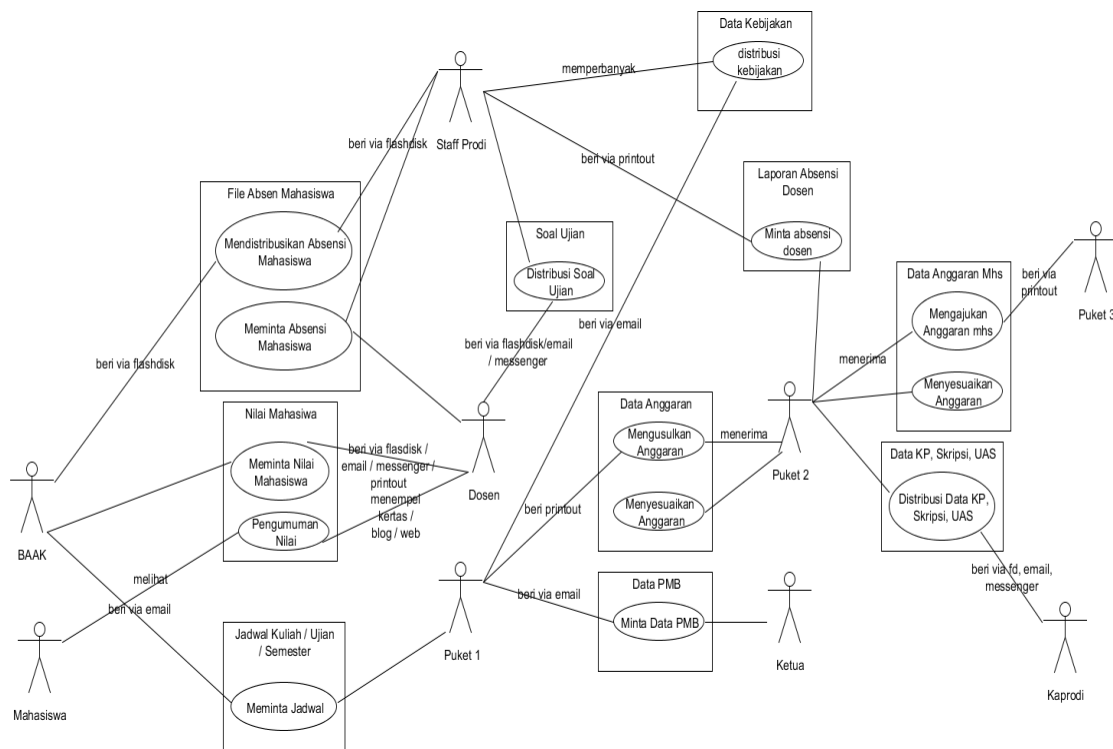 Data Kebijakan
distribusi
kebijakan
memperbanyak
Staff Prodi
beri via flashdisk
beri via printout
File Absen Mahasiswa
Mendistribusikan Absensi
Mahasiswa
Meminta Absensi
Mahasiswa
beri via flashdisk
Soal Ujian
Distribusi Soal
Ujian
beri via flashdisk/email
/ messenger
beri via email
Laporan Absensi
Dosen
Minta absensi
dosen
Data Anggaran Mhs
Mengajukan
Anggaran mhs
Menyesuaikan
Anggaran
beri via
printout
Puket 3
menerima
Nilai Mahasiwa
Meminta Nilai
Mahasiswa
Pengumuman
Nilai
beri via flasdisk /
email / messenger /
printout
menempel
kertas /
blog / web
Dosen
Data Anggaran
Mengusulkan
Anggaran
Menyesuaikan
Anggaran
menerima
Puket 2
Data KP, Skripsi, UAS
Distribusi Data KP,
Skripsi, UAS
beri via fd, email,
messenger
BAAK
melihat
beri via email
beri printout
beri via email
Data PMB
Minta Data PMB
Ketua
Kaprodi
Mahasiswa
Jadwal Kuliah / Ujian
/ Semester
Meminta Jadwal
Puket 1